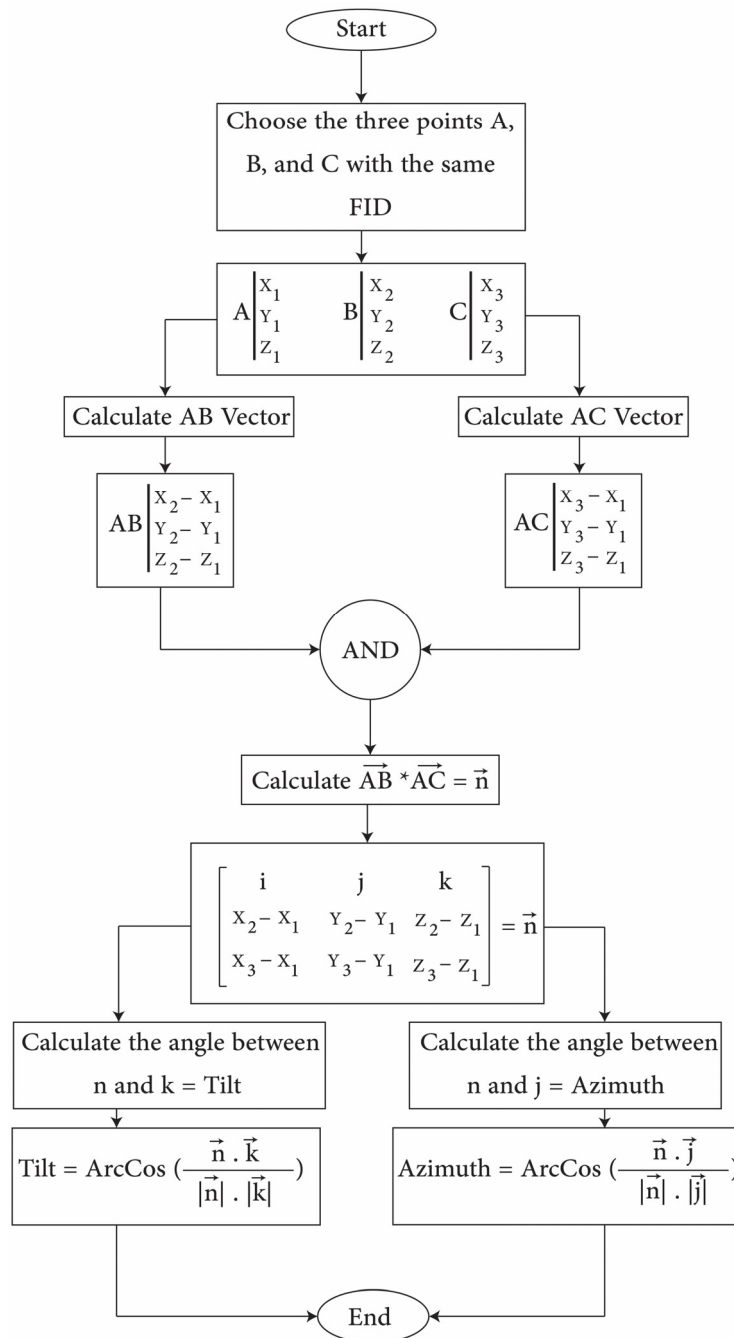 Start
Choose the three points A,
B, and C with the same
FID
A X₁ Y₁ Z₁
B X₂ Y₂ Z₂
C X₃ Y₃ Z₃
Calculate AB Vector
Calculate AC Vector
AB X₂– X₁
Y₂– Y₁
Z₂– Z₁
AC X₃– X₁
Y₃– Y₁
Z₃– Z₁
AND
Calculate A⃗B⃗ *A⃗C⃗ = n⃗
i j k
X₂– X₁ Y₂– Y₁ Z₂– Z₁ = n⃗
X₃– X₁ Y₃– Y₁ Z₃– Z₁
Calculate the angle between
n and k = Tilt
Calculate the angle between
n and j = Azimuth
Tilt = ArcCos ( n⃗ . k⃗ / |n⃗| . |k⃗| )
Azimuth = ArcCos ( n⃗ . j⃗ / |n⃗| . |j⃗| )
End